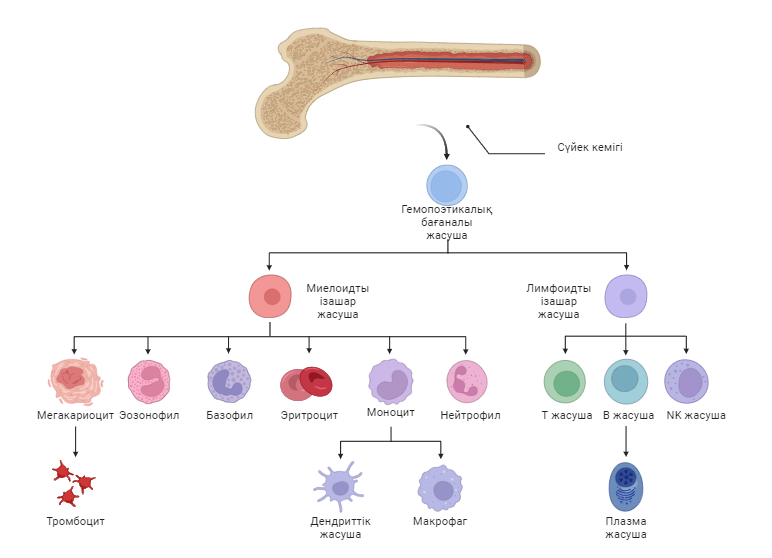 Сүйек кемігі
Гемопоэтикалық
бағаналы
жасуша
Миелоидты
ізашар
жасуша
Лимфоидты
ізашар
жасуша
Мегакариоцит
Эозонофил
Базофил
Эритроцит
Моноцит
Нейтрофил
Т жасуша
В жасуша
NK жасуша
Тромбоцит
Дендриттік
жасуша
Макрофаг
Плазма
жасуша